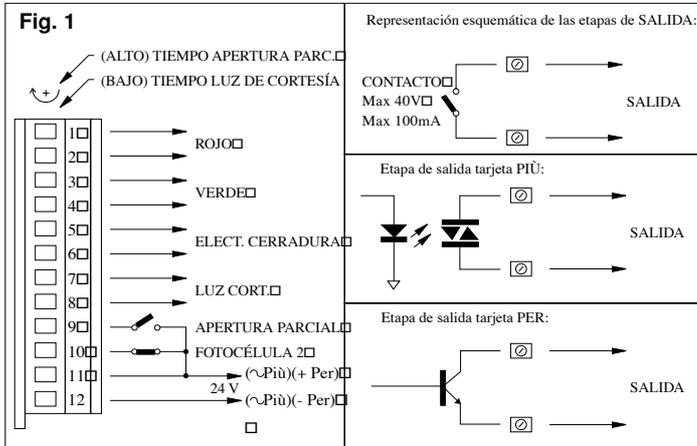 Fig. 1
(ALTO) TIEMPO APERTURA PARC.
(BAJO) TIEMPO LUZ DE CORTESÍA
+
1
2
ROJO
3
4
VERDE
5
6
ELECT. CERRADURA
7
8
LUZ CORT.
9
APERTURA PARCIAL
10
FOTOCÉLULA 2
11
(~Più)(+ Per)
24 V
12
(~Più)(- Per)
Representación esquemática de las etapas de SALIDA:
CONTACTO
Max 40V
Max 100mA
SALIDA
Etapa de salida tarjeta PIÙ:
SALIDA
Etapa de salida tarjeta PER:
SALIDA